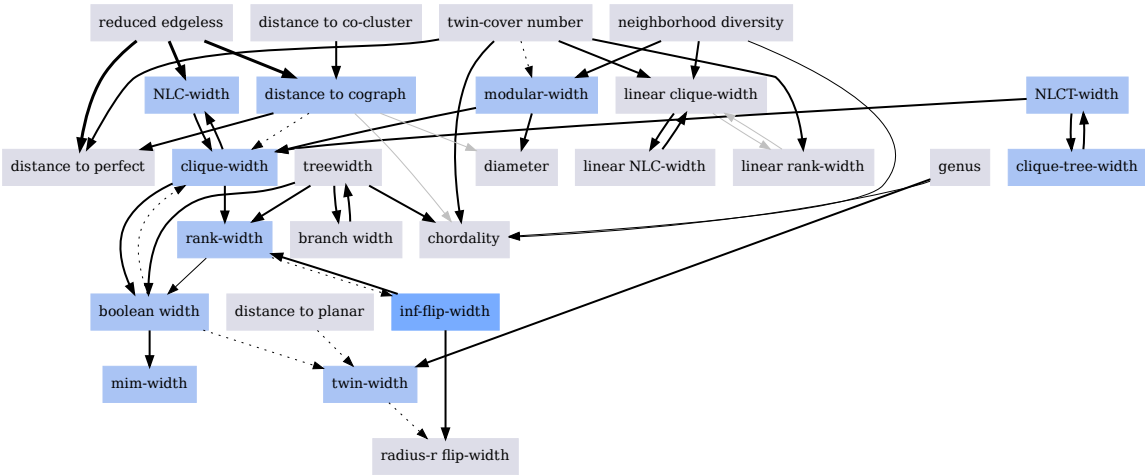 reduced edgeless
distance to co-cluster
twin-cover number
neighborhood diversity
NLC-width
distance to cograph
modular-width
linear clique-width
NLCT-width
distance to perfect
clique-width
treewidth
diameter
linear NLC-width
linear rank-width
genus
clique-tree-width
rank-width
branch width
chordality
boolean width
distance to planar
inf-flip-width
mim-width
twin-width
radius-r flip-width